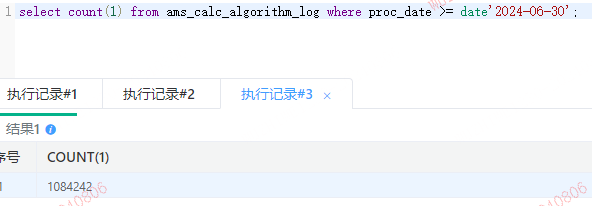 1 select count(1) from ams_calc_algorithm_log where proc_date >= date'2024-06-30';
执行记录#1 执行记录#2 执行记录#3 ×
结果1
序号 COUNT(1)
1 1084242